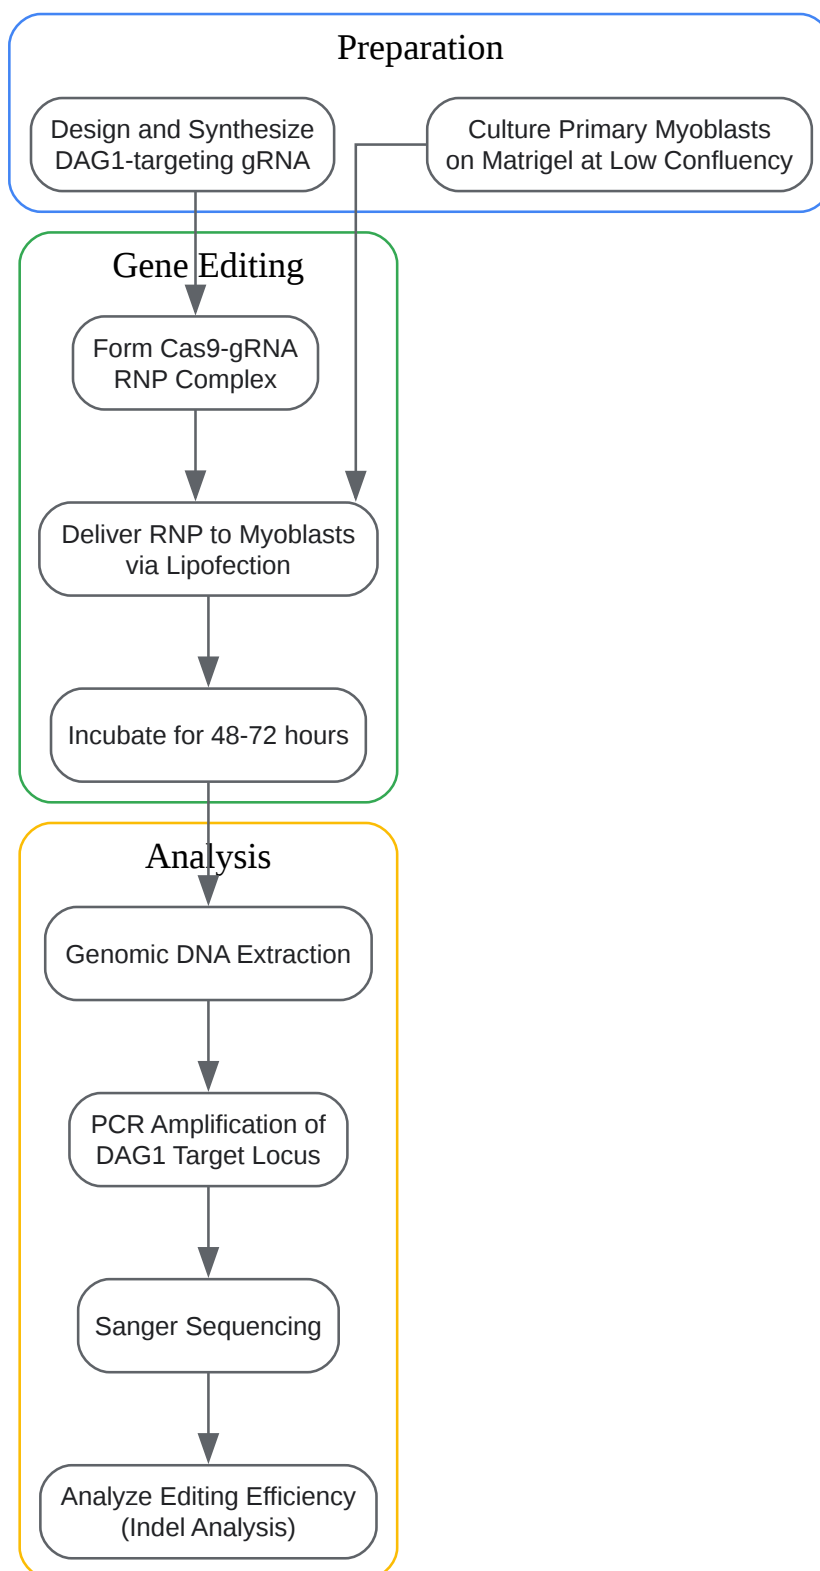 Preparation
Design and Synthesize
DAG1-targeting gRNA
Culture Primary Myoblasts
on Matrigel at Low Confluency
Gene Editing
Form Cas9-gRNA
RNP Complex
Deliver RNP to Myoblasts
via Lipofection
Incubate for 48-72 hours
Analysis
Genomic DNA Extraction
PCR Amplification of
DAG1 Target Locus
Sanger Sequencing
Analyze Editing Efficiency
(Indel Analysis)